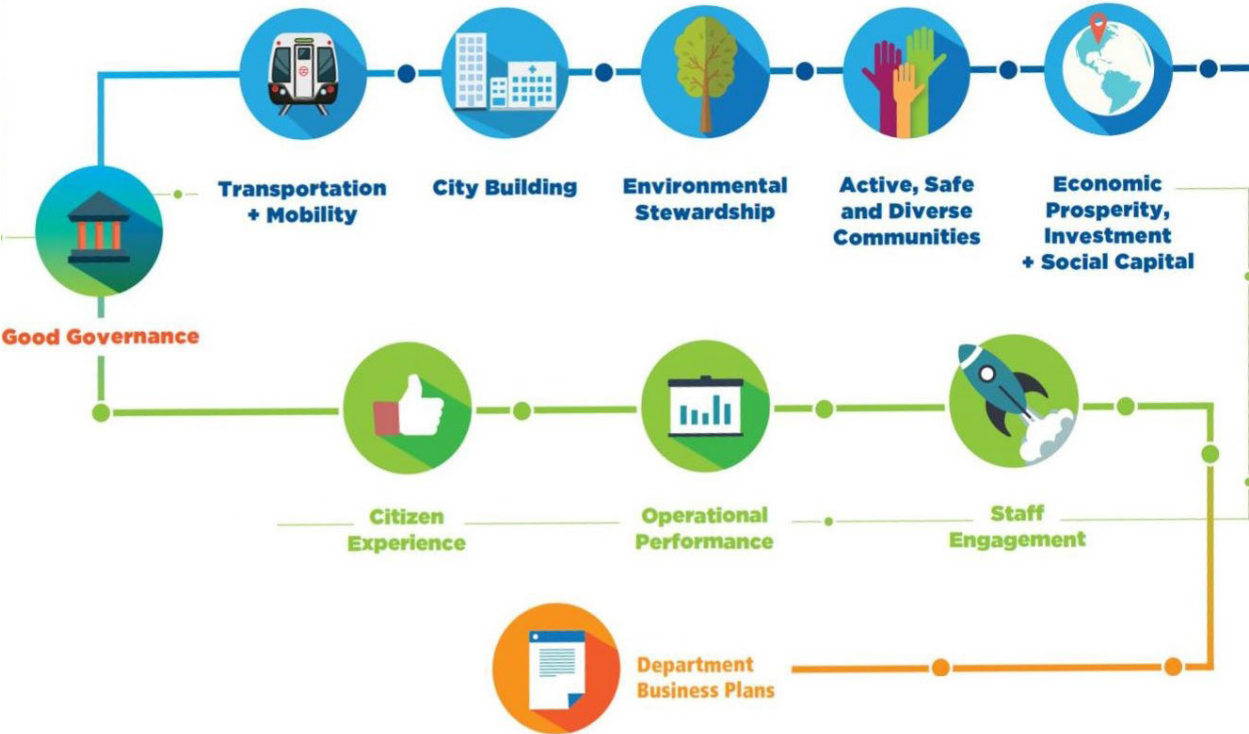 Transportation
+ Mobility
City Building
Environmental
Stewardship
Active, Safe
and Diverse
Communities
Economic
Prosperity,
Investment
+ Social Capital
Good Governance
Citizen
Experience
Operational
Performance
Staff
Engagement
Department
Business Plans